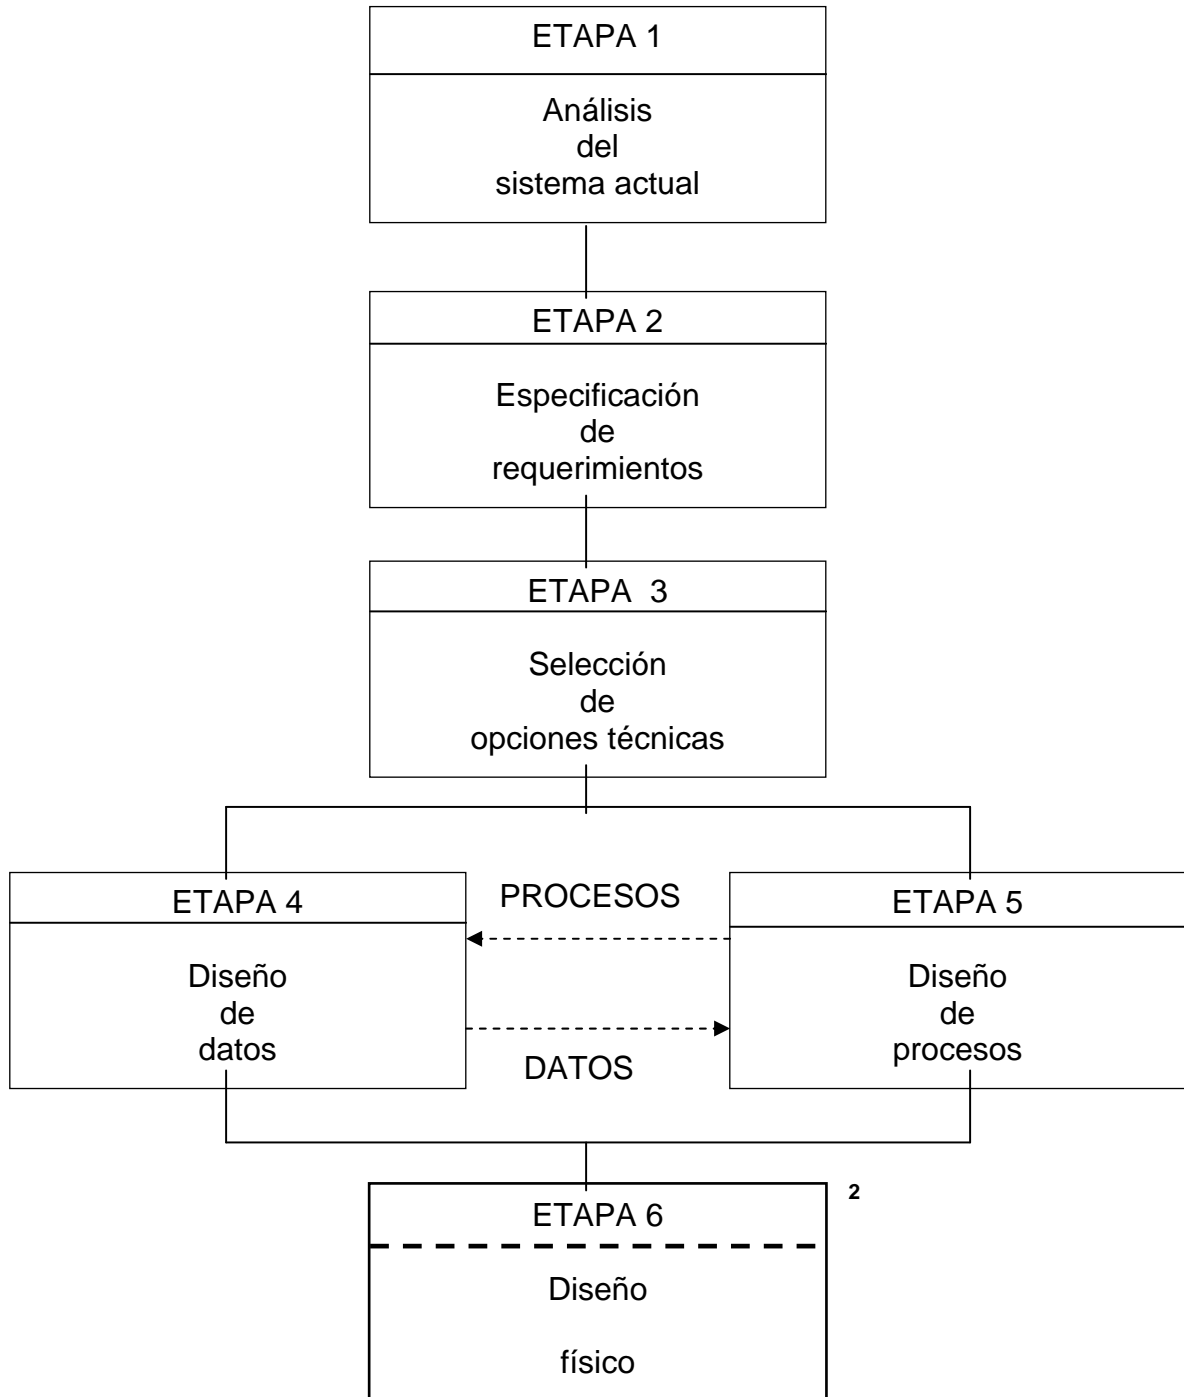 ETAPA 1
Análisis
del
sistema actual
ETAPA 2
Especificación
de
requerimientos
ETAPA 3
Selección
de
opciones técnicas
ETAPA 4
Diseño
de
datos
PROCESOS
DATOS
ETAPA 5
Diseño
de
procesos
2
ETAPA 6
Diseño
físico